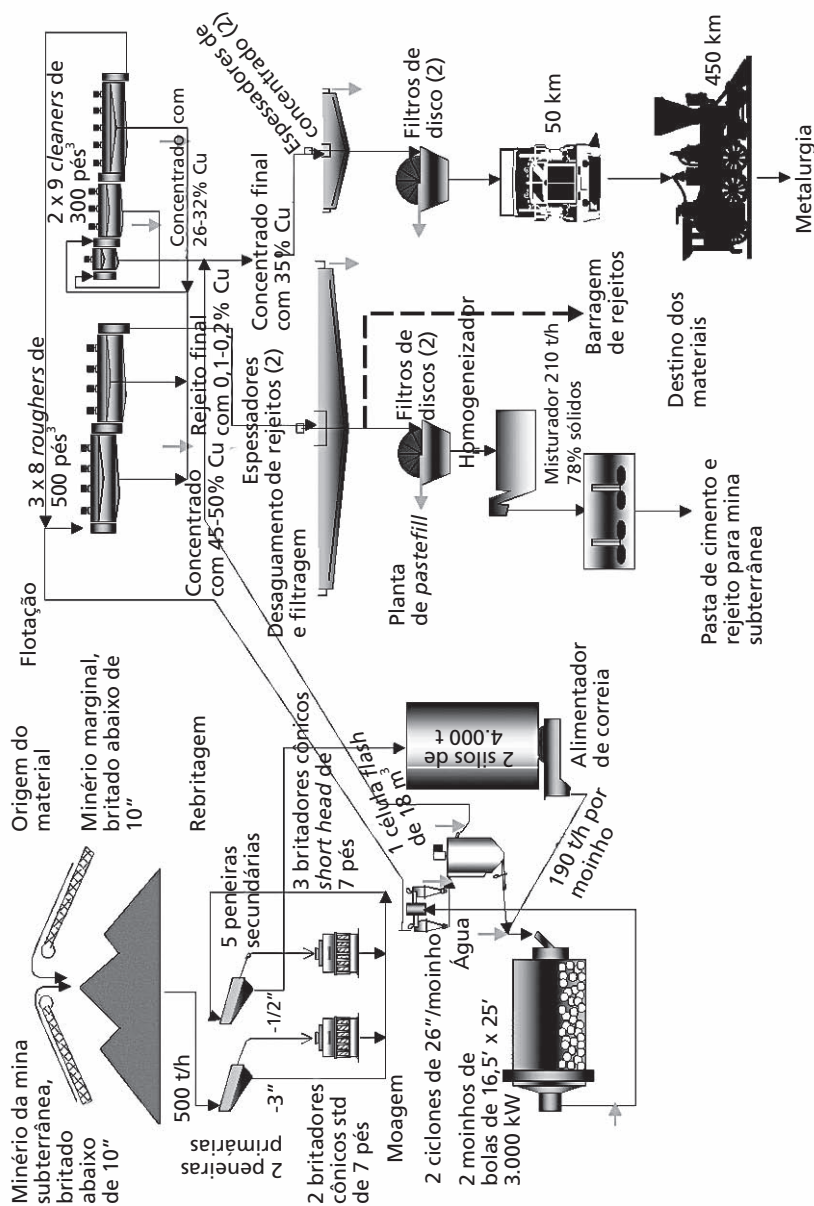 Origem do
material
Minério da mina
subterrânea,
britado
abaixo
de 10"
Minério marginal,
britado abaixo de
10"
500 t/h
Rebritagem
2 peneiras
primárias
-3"
-1/2"
5 peneiras
secundárias
2 britadores
cônicos std
de 7 pés
3 britadores cônicos
short head de
7 pés
Moagem
2 ciclones de 26"/moinho
1 céluta flash
de 18 m³
Água
2 moinhos de
bolas de 16,5' x 25'
3.000 kW
190 t/h por
moinho
2 silos de
4.000 t
Alimentador
de correia
Flotação
3 x 8 roughers de
500 pés³
2 x 9 cleaners de
300 pés³
Concentrado
com 45-50% Cu
Rejeito final
com 0,1-0,2% Cu
Concentrado com
26-32% Cu
Concentrado final
com 35% Cu
Espessadores de
concentrado (2)
Espessadores
de rejeitos (2)
Desaguamento
e filtragem
Planta
de pastefill
Filtros de
discos (2)
Homogeneizador
Misturador 210 t/h
78% sólidos
Filtros de
disco (2)
50 km
450 km
Barragem
de rejeitos
Destino dos
materiais
Pasta de cimento e
rejeito para mina
subterrânea
Metalurgia